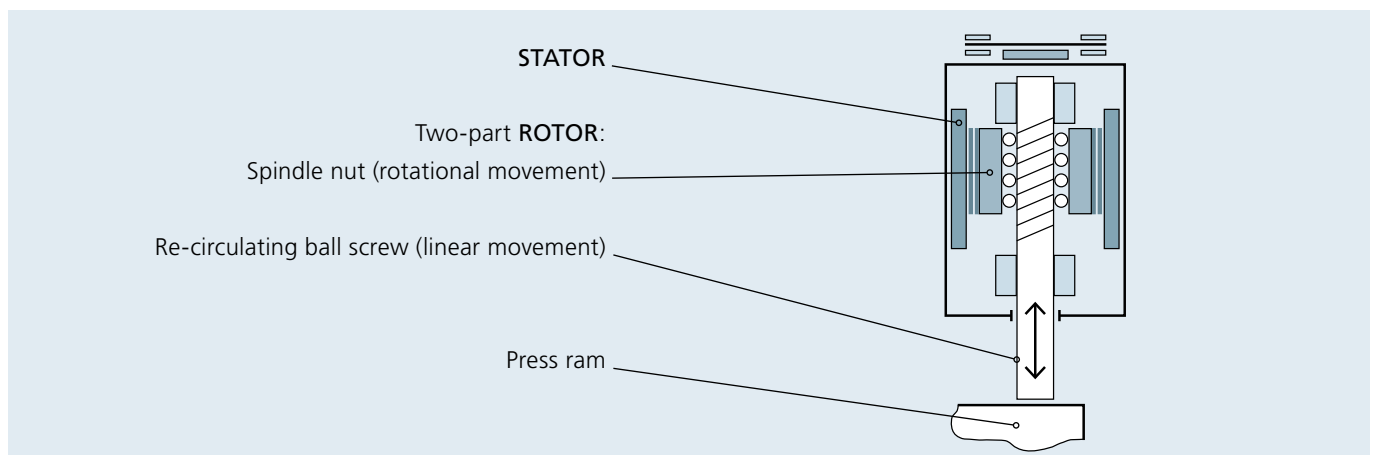 STATOR
Two-part ROTOR:
Spindle nut (rotational movement)
Re-circulating ball screw (linear movement)
Press ram